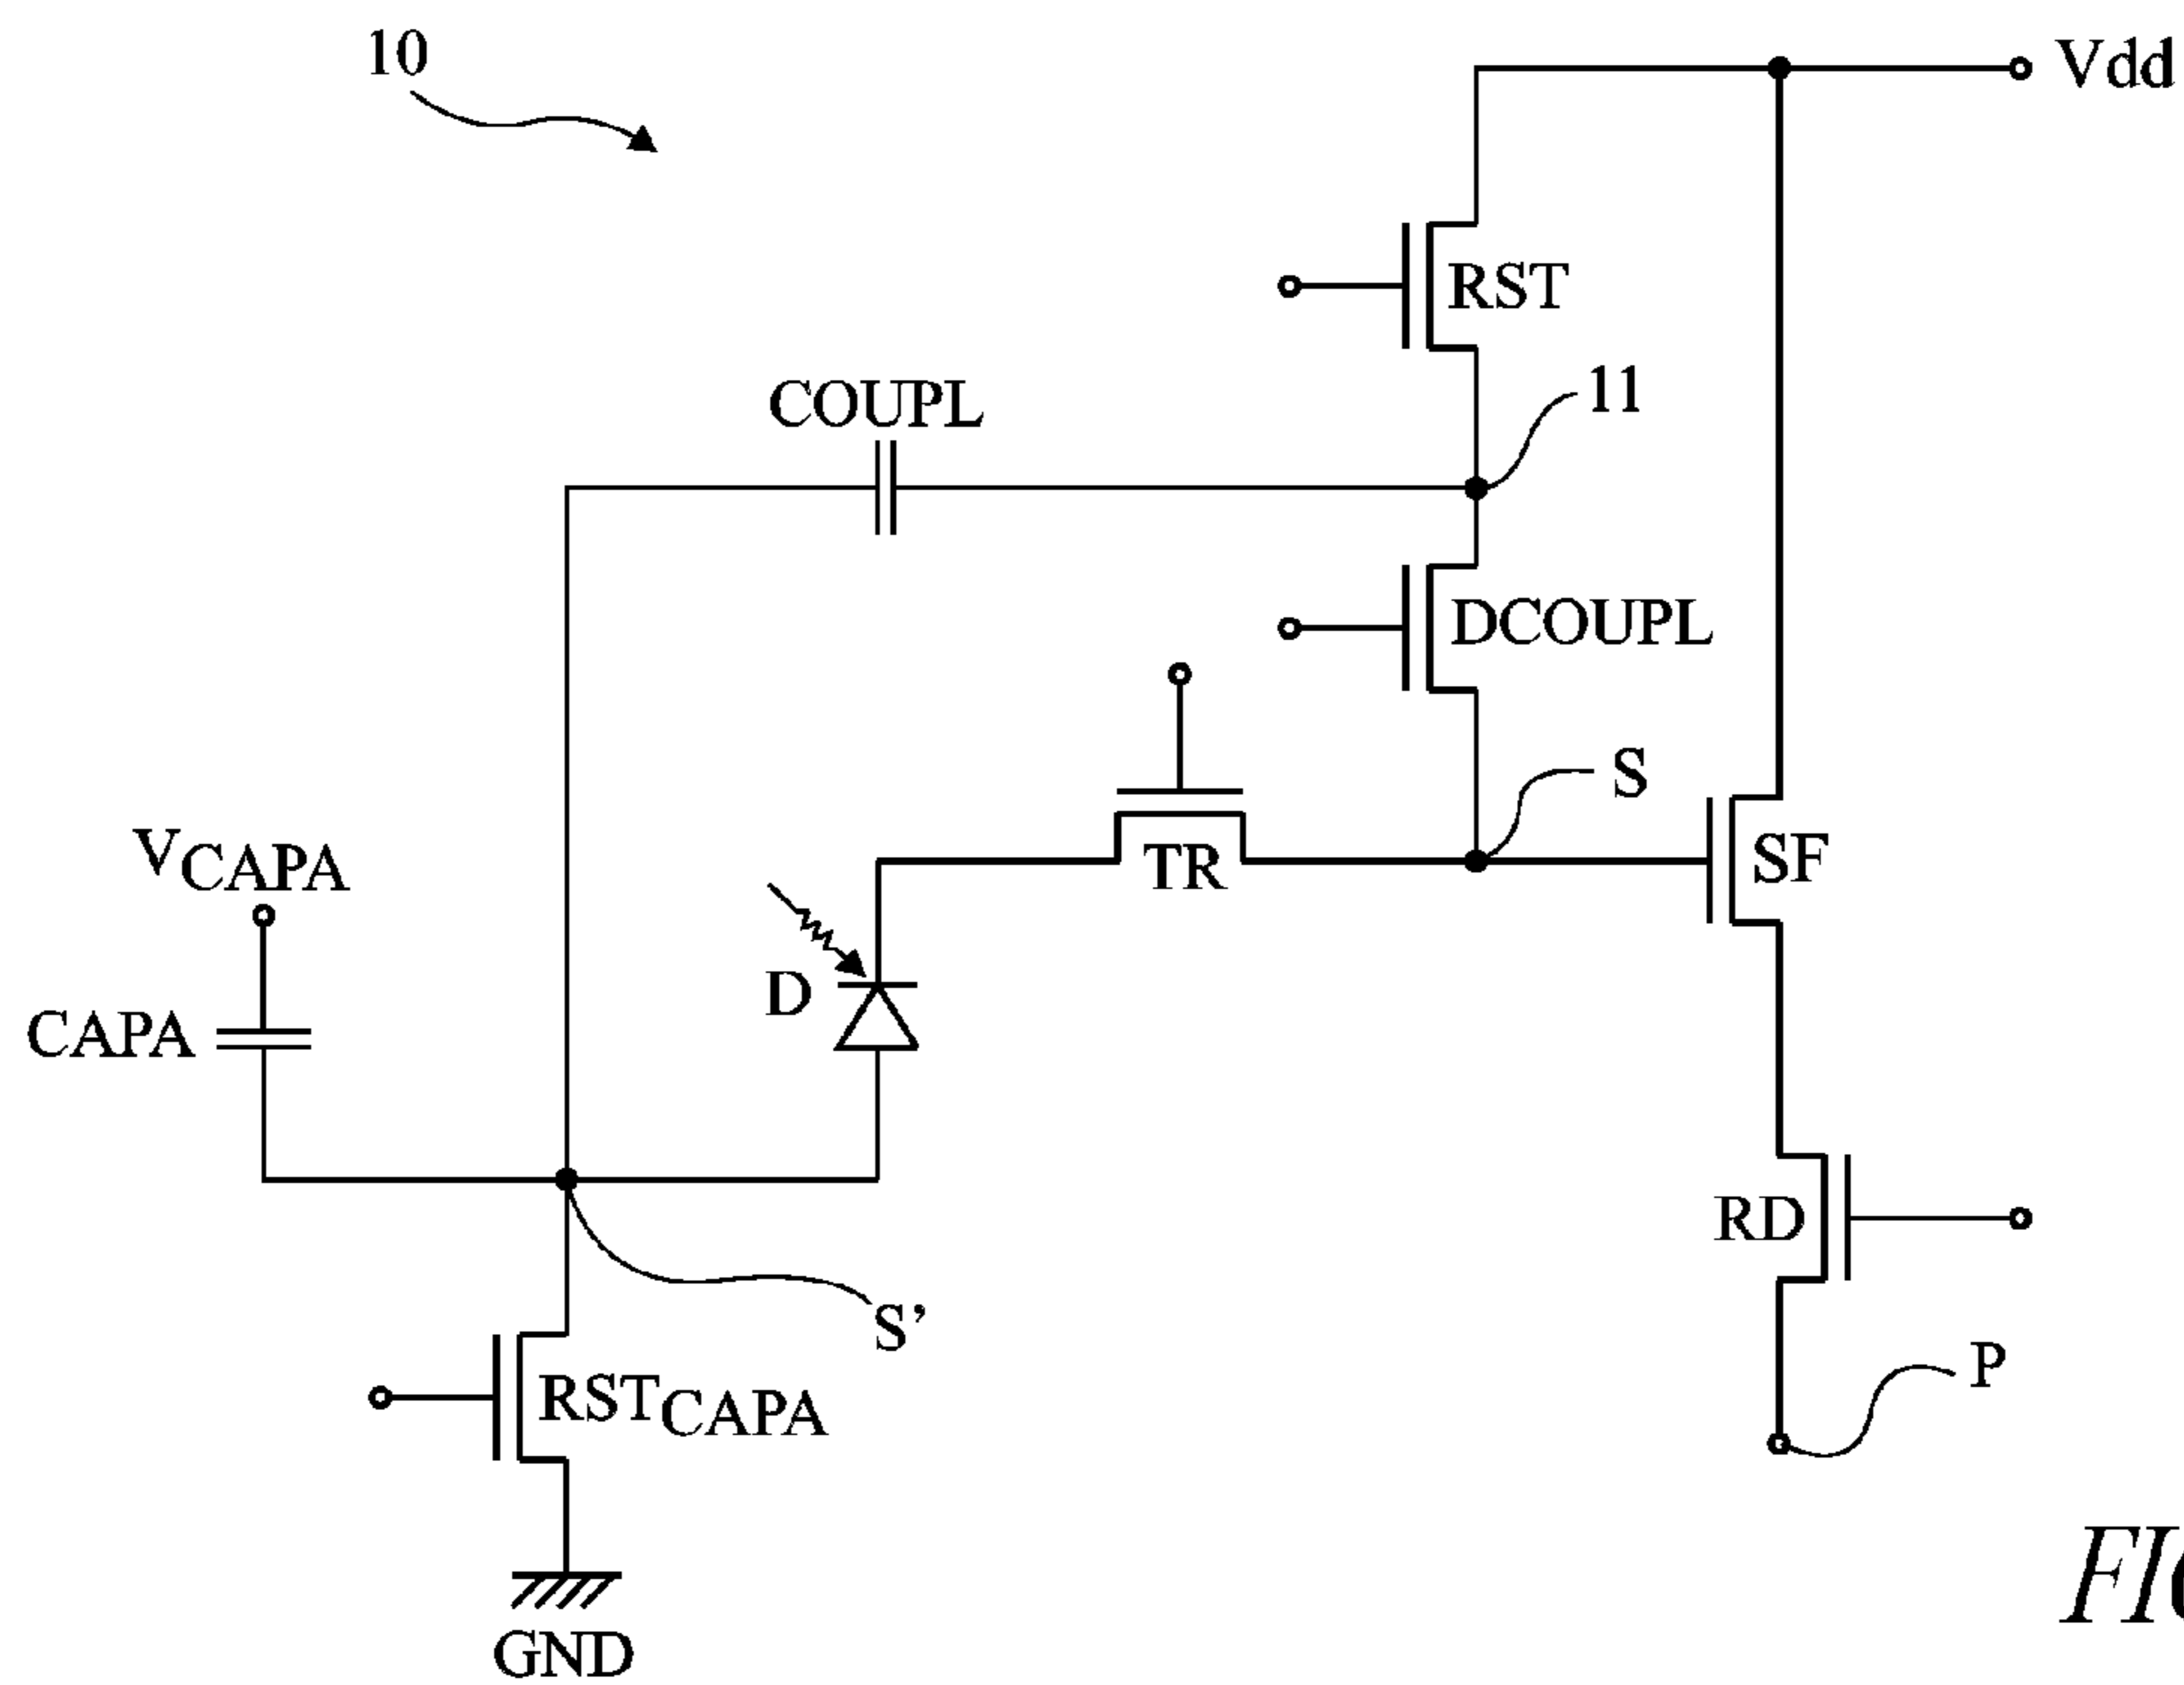 10
Vdd
RST
COUPL
11
DCOUPL
S
TR
SF
VCAPA
D
CAPA
RD
S’
P
RSTCAPA
GND